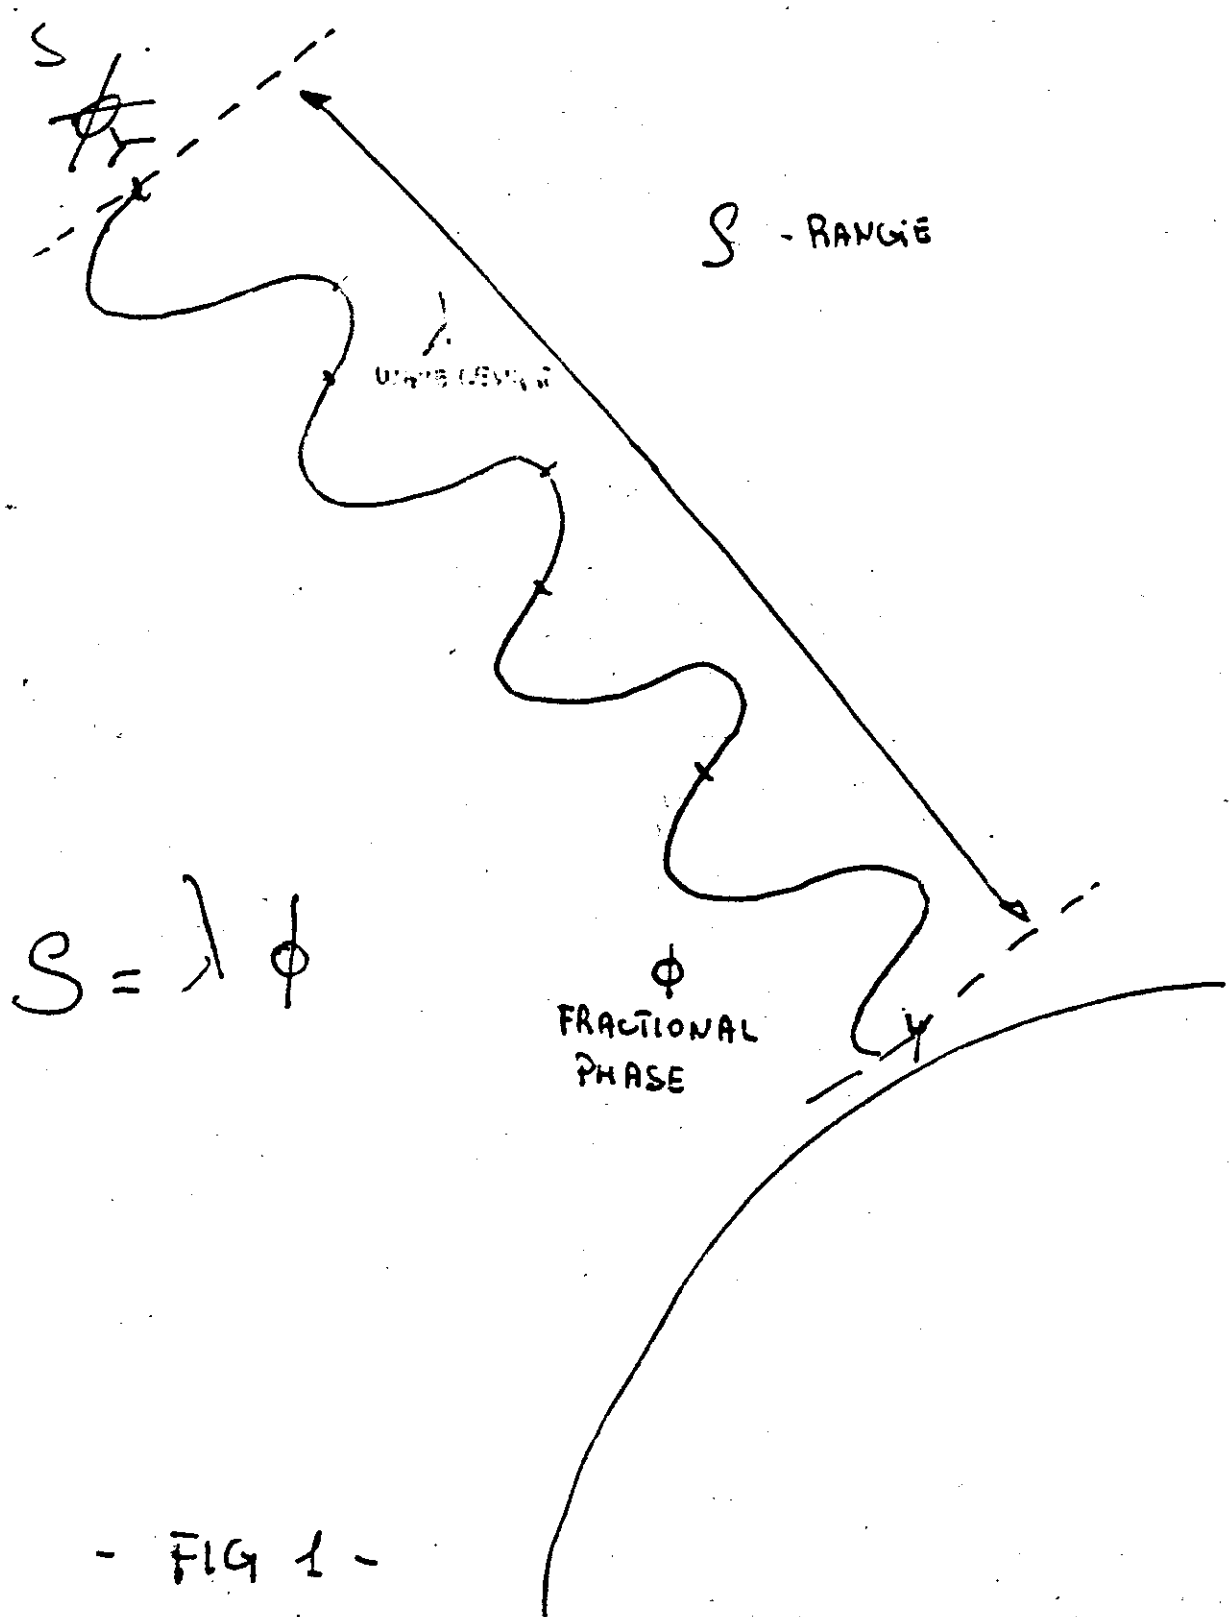 S
S - RANGE
λ
S = λ ϕ
ϕ
FRACTIONAL
PHASE
- FIG 1 -